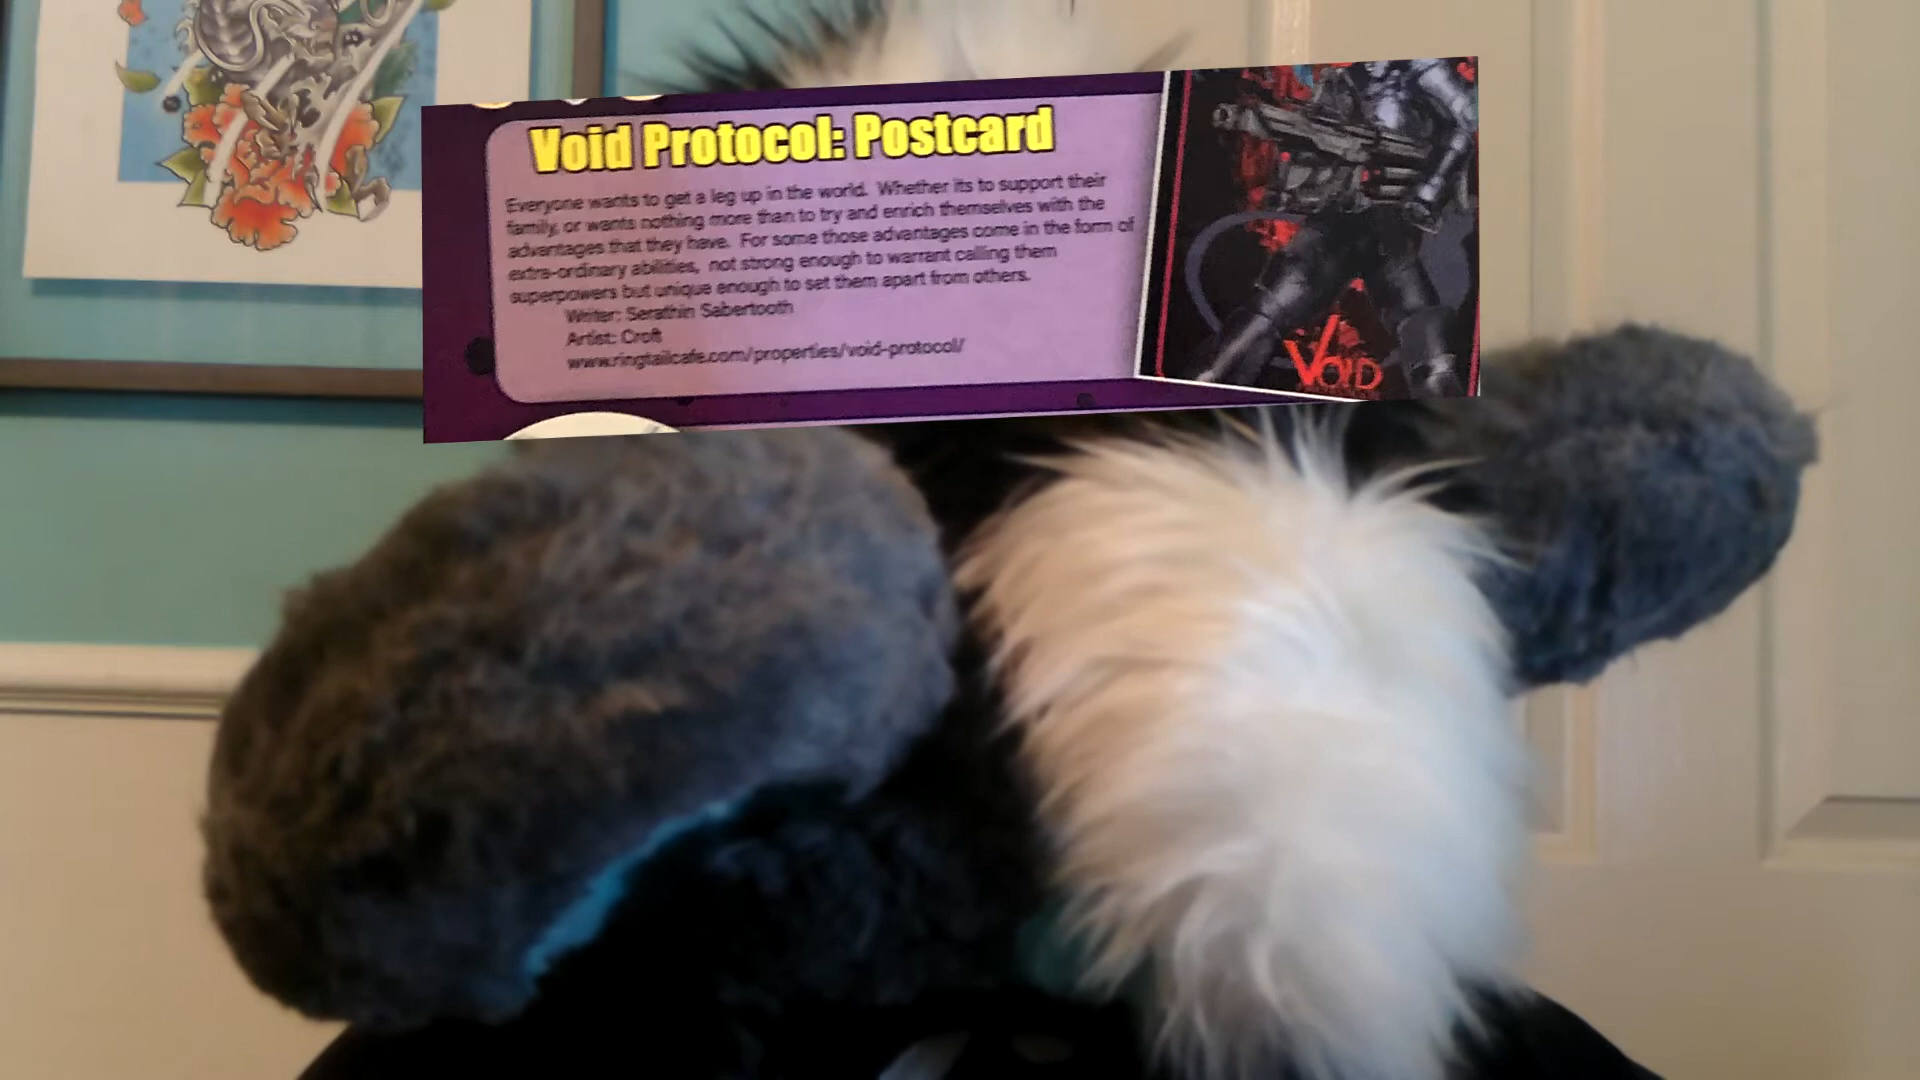 Void Protocol: Postcard
Everyone wants to get a leg up in the world. Whether its to support their
family, or wants nothing more than to try and enrich themselves with the
advantages that they have. For some those advantages come in the form of
extra-ordinary abilities, not strong enough to warrant calling them
superpowers but unique enough to set them apart from others.
Writer: Serathin Sabertooth
Artist: Croft
www.ringtailcafe.com/properties/void-protocol/
VOID